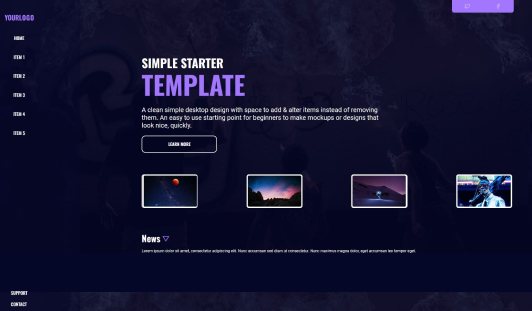 YOURLOGO
HOME
ITEM 1
ITEM 2
ITEM 3
ITEM 4
ITEM 5
SIMPLE STARTER
TEMPLATE
A clean simple desktop design with space to add & alter items instead of removing
them. An easy to use starting point for beginners to make mockups or designs that
look nice, quickly.
LEARN MORE
News
Lorem ipsum dolor sit amet, consectetur adipiscing elit. Nunc accumsan sed diam at consectetur. Nunc maximus magna dolor, eget accumsan leo tempor eget.
SUPPORT
CONTACT